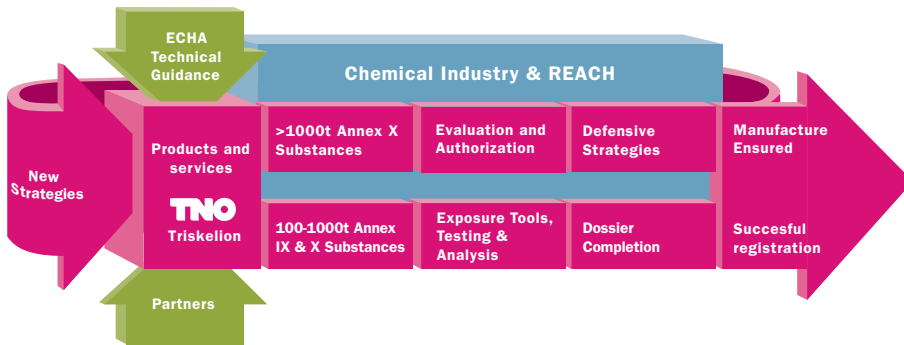 ECHA
Technical
Guidance
Chemical Industry & REACH
New
Strategies
Products and
services
TNO
Triskelion
>1000t Annex X
Substances
Evaluation and
Authorization
Defensive
Strategies
Manufacture
Ensured
100-1000t Annex
IX & X Substances
Exposure Tools,
Testing &
Analysis
Dossier
Completion
Succesful
registration
Partners